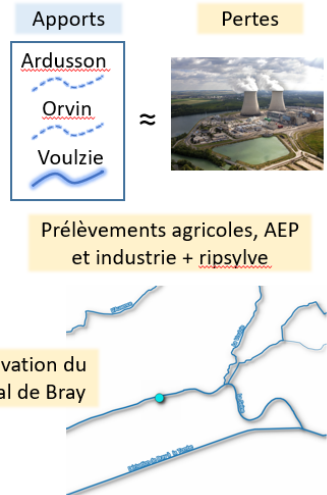 Apports
Pertes
Ardusson
Orvin
Voulzie
≈
Prélèvements agricoles, AEP
et industrie + ripsylve
vation du
al de Bray